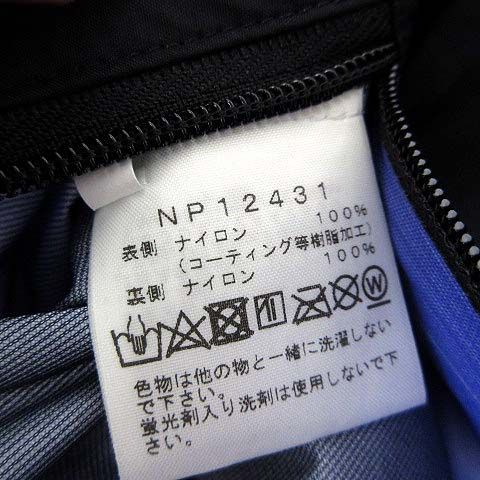 NP12431
表側 ナイロン 100%
(コーティング等樹脂加工)
裏側 ナイロン 100%
W
色物は他の物と一緒に洗濯しない
で下さい。
蛍光剤入り洗剤は使用しないで下
さい。